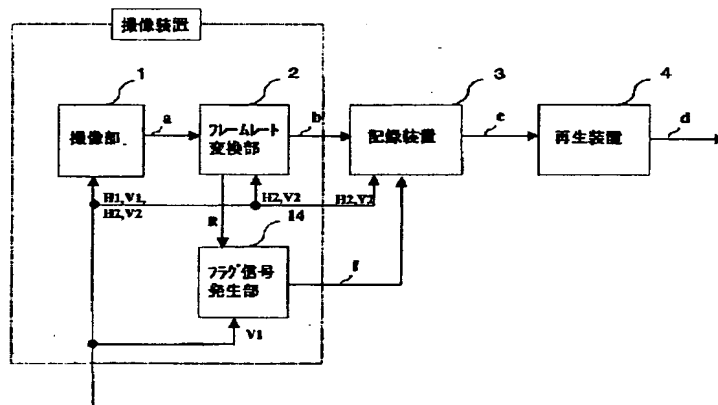 撮像装置
1
2
3
4
撮像部
a
フレームレート
変換部
b
記録装置
c
再生装置
d
H1,V1,
H2,V2
H2,V2
H2,V2
R
14
フラグ信号
発生部
f
V1